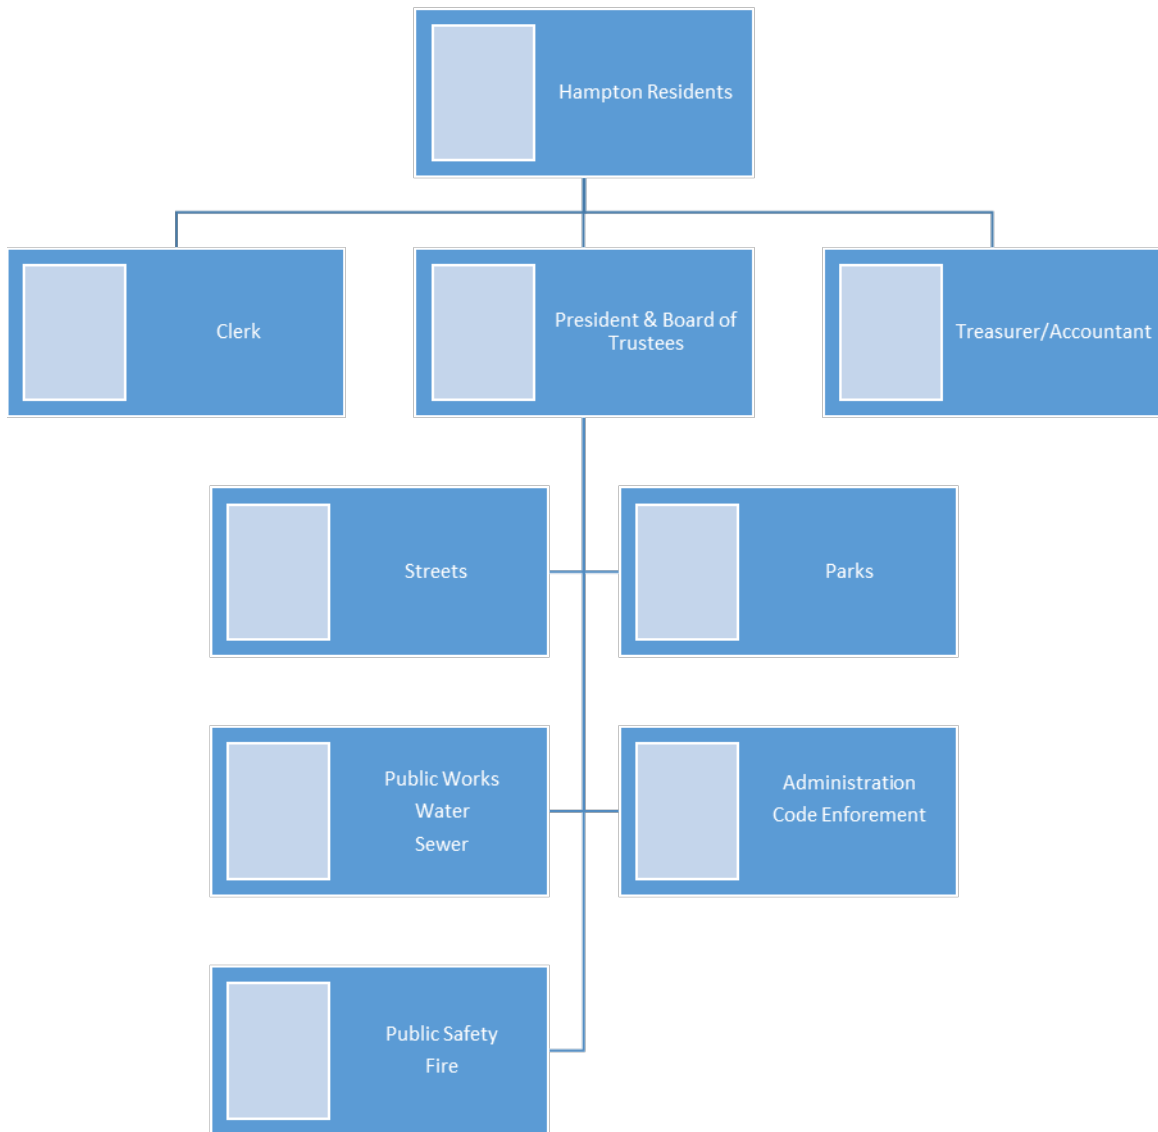 Hampton Residents
Clerk
President & Board of
Trustees
Treasurer/Accountant
Streets
Parks
Public Works
Water
Sewer
Administration
Code Enforement
Public Safety
Fire